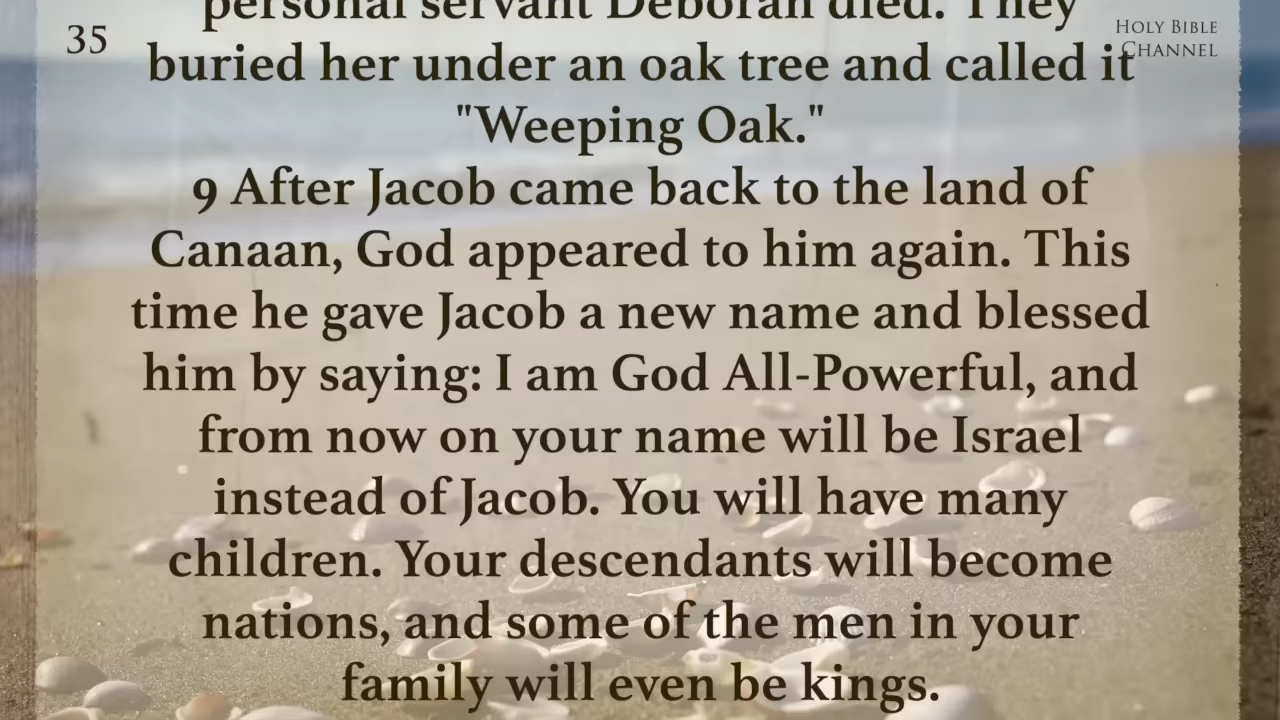 personal servant Deborah died. They
35
HOLY BIBLE
CHANNEL
buried her under an oak tree and called it
"Weeping Oak."
9 After Jacob came back to the land of
Canaan, God appeared to him again. This
time he gave Jacob a new name and blessed
him by saying: I am God All-Powerful, and
from now on your name will be Israel
instead of Jacob. You will have many
children. Your descendants will become
nations, and some of the men in your
family will even be kings.